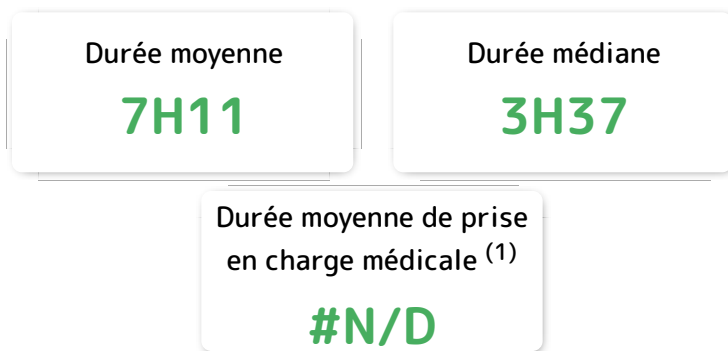 Durée moyenne
7H11
Durée médiane
3H37
Durée moyenne de prise
en charge médicale (1)
#N/D